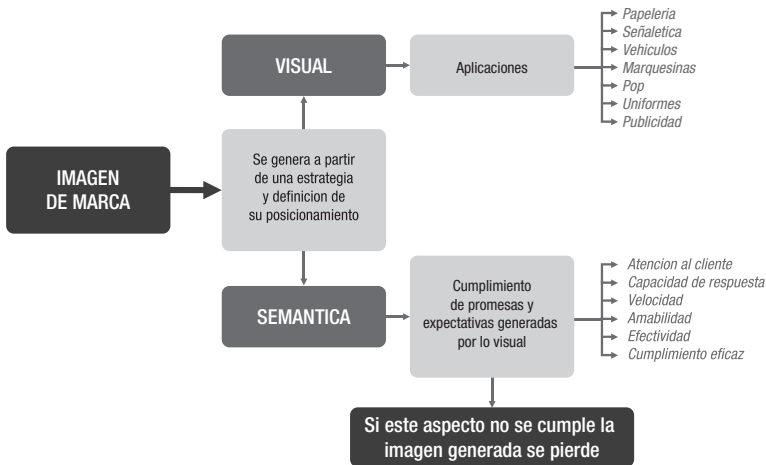 IMAGEN
DE MARCA
Se genera a partir
de una estrategia
y definicion de
su posicionamiento
VISUAL
Aplicaciones
Papeleria
Señaletica
Vehiculos
Marquesinas
Pop
Uniformes
Publicidad
SEMANTICA
Cumplimiento
de promesas y
expectativas generadas
por lo visual
Atencion al cliente
Capacidad de respuesta
Velocidad
Amabilidad
Efectividad
Cumplimiento eficaz
Si este aspecto no se cumple la
imagen generada se pierde